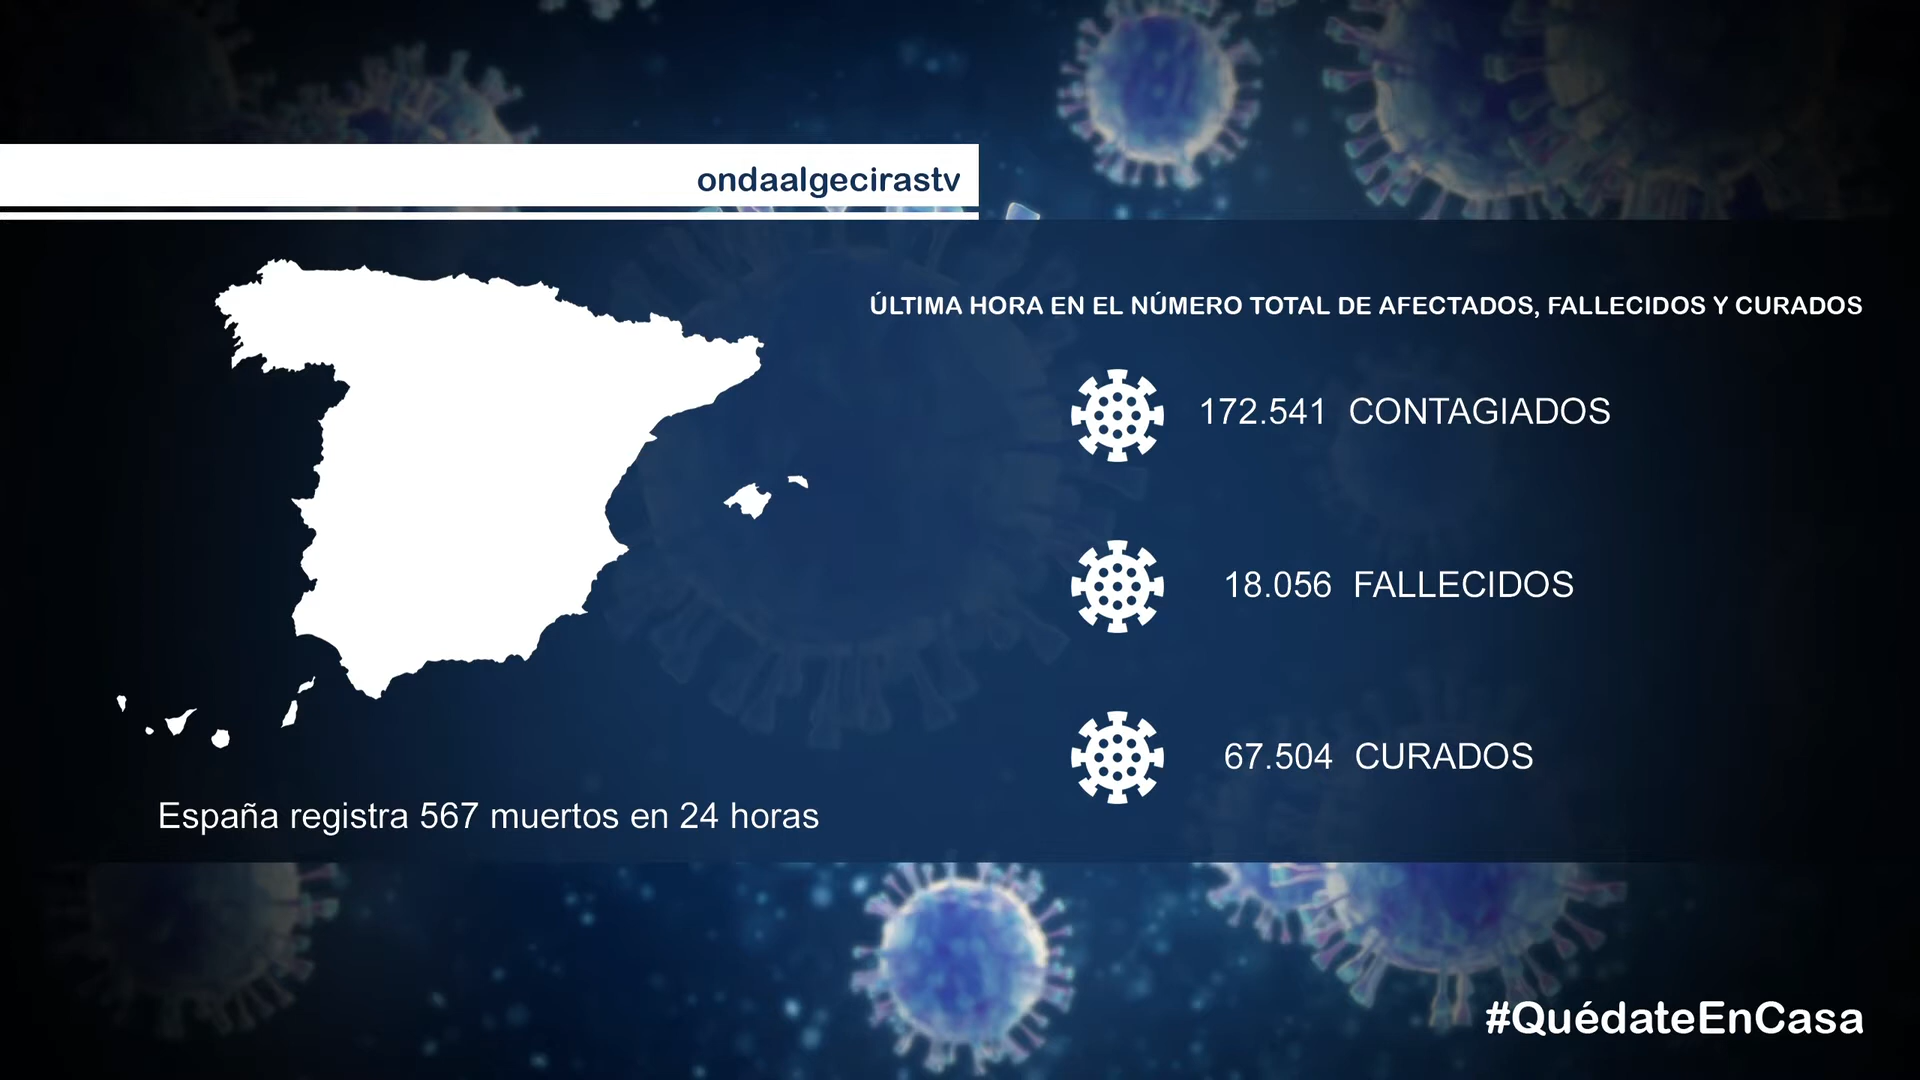 ondaalgecirastv
ÚLTIMA HORA EN EL NÚMERO TOTAL DE AFECTADOS, FALLECIDOS Y CURADOS
172.541 CONTAGIADOS
18.056 FALLECIDOS
67.504 CURADOS
España registra 567 muertos en 24 horas
#QuédateEnCasa